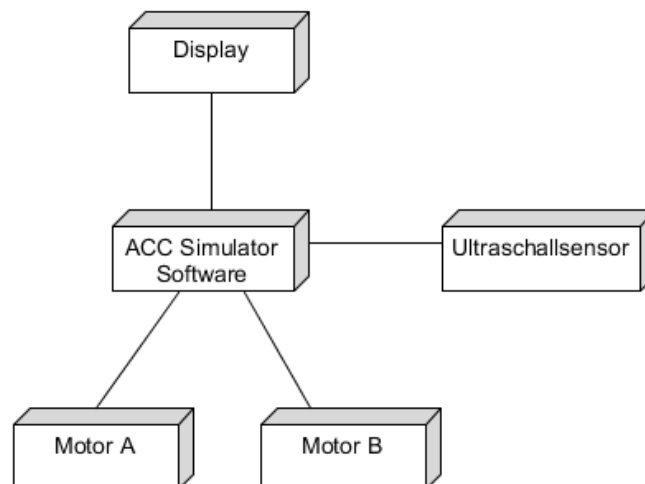 Display
ACC Simulator
Software
Ultraschallsensor
Motor A
Motor B